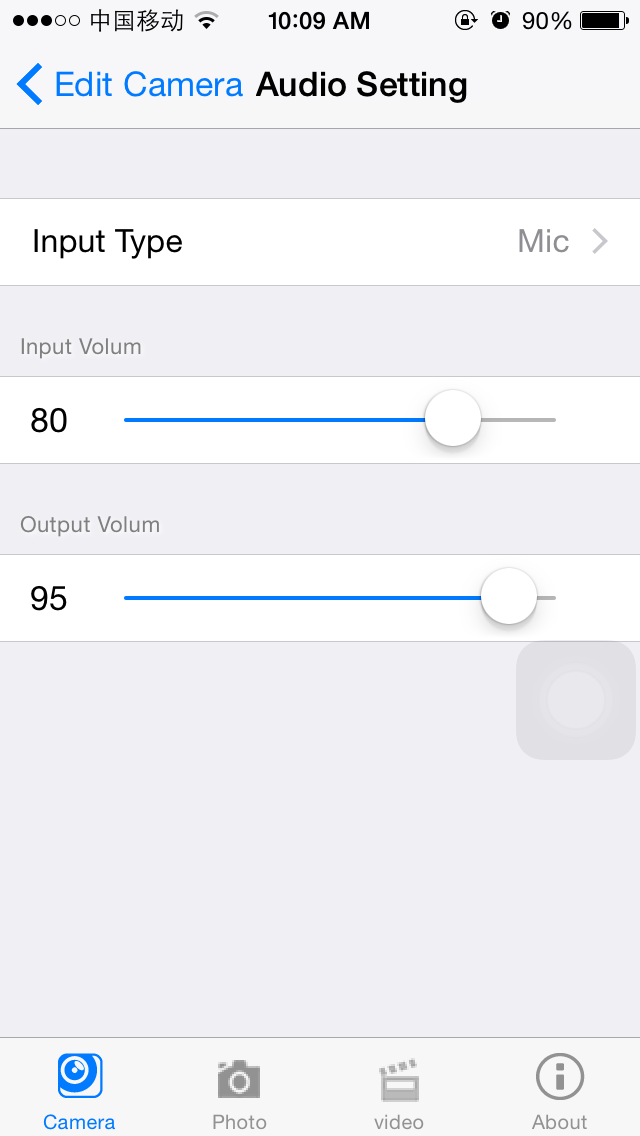 中国移动 10:09 AM 90%
Edit Camera Audio Setting
Input Type Mic
Input Volum
80
Output Volum
95
Camera Photo video About